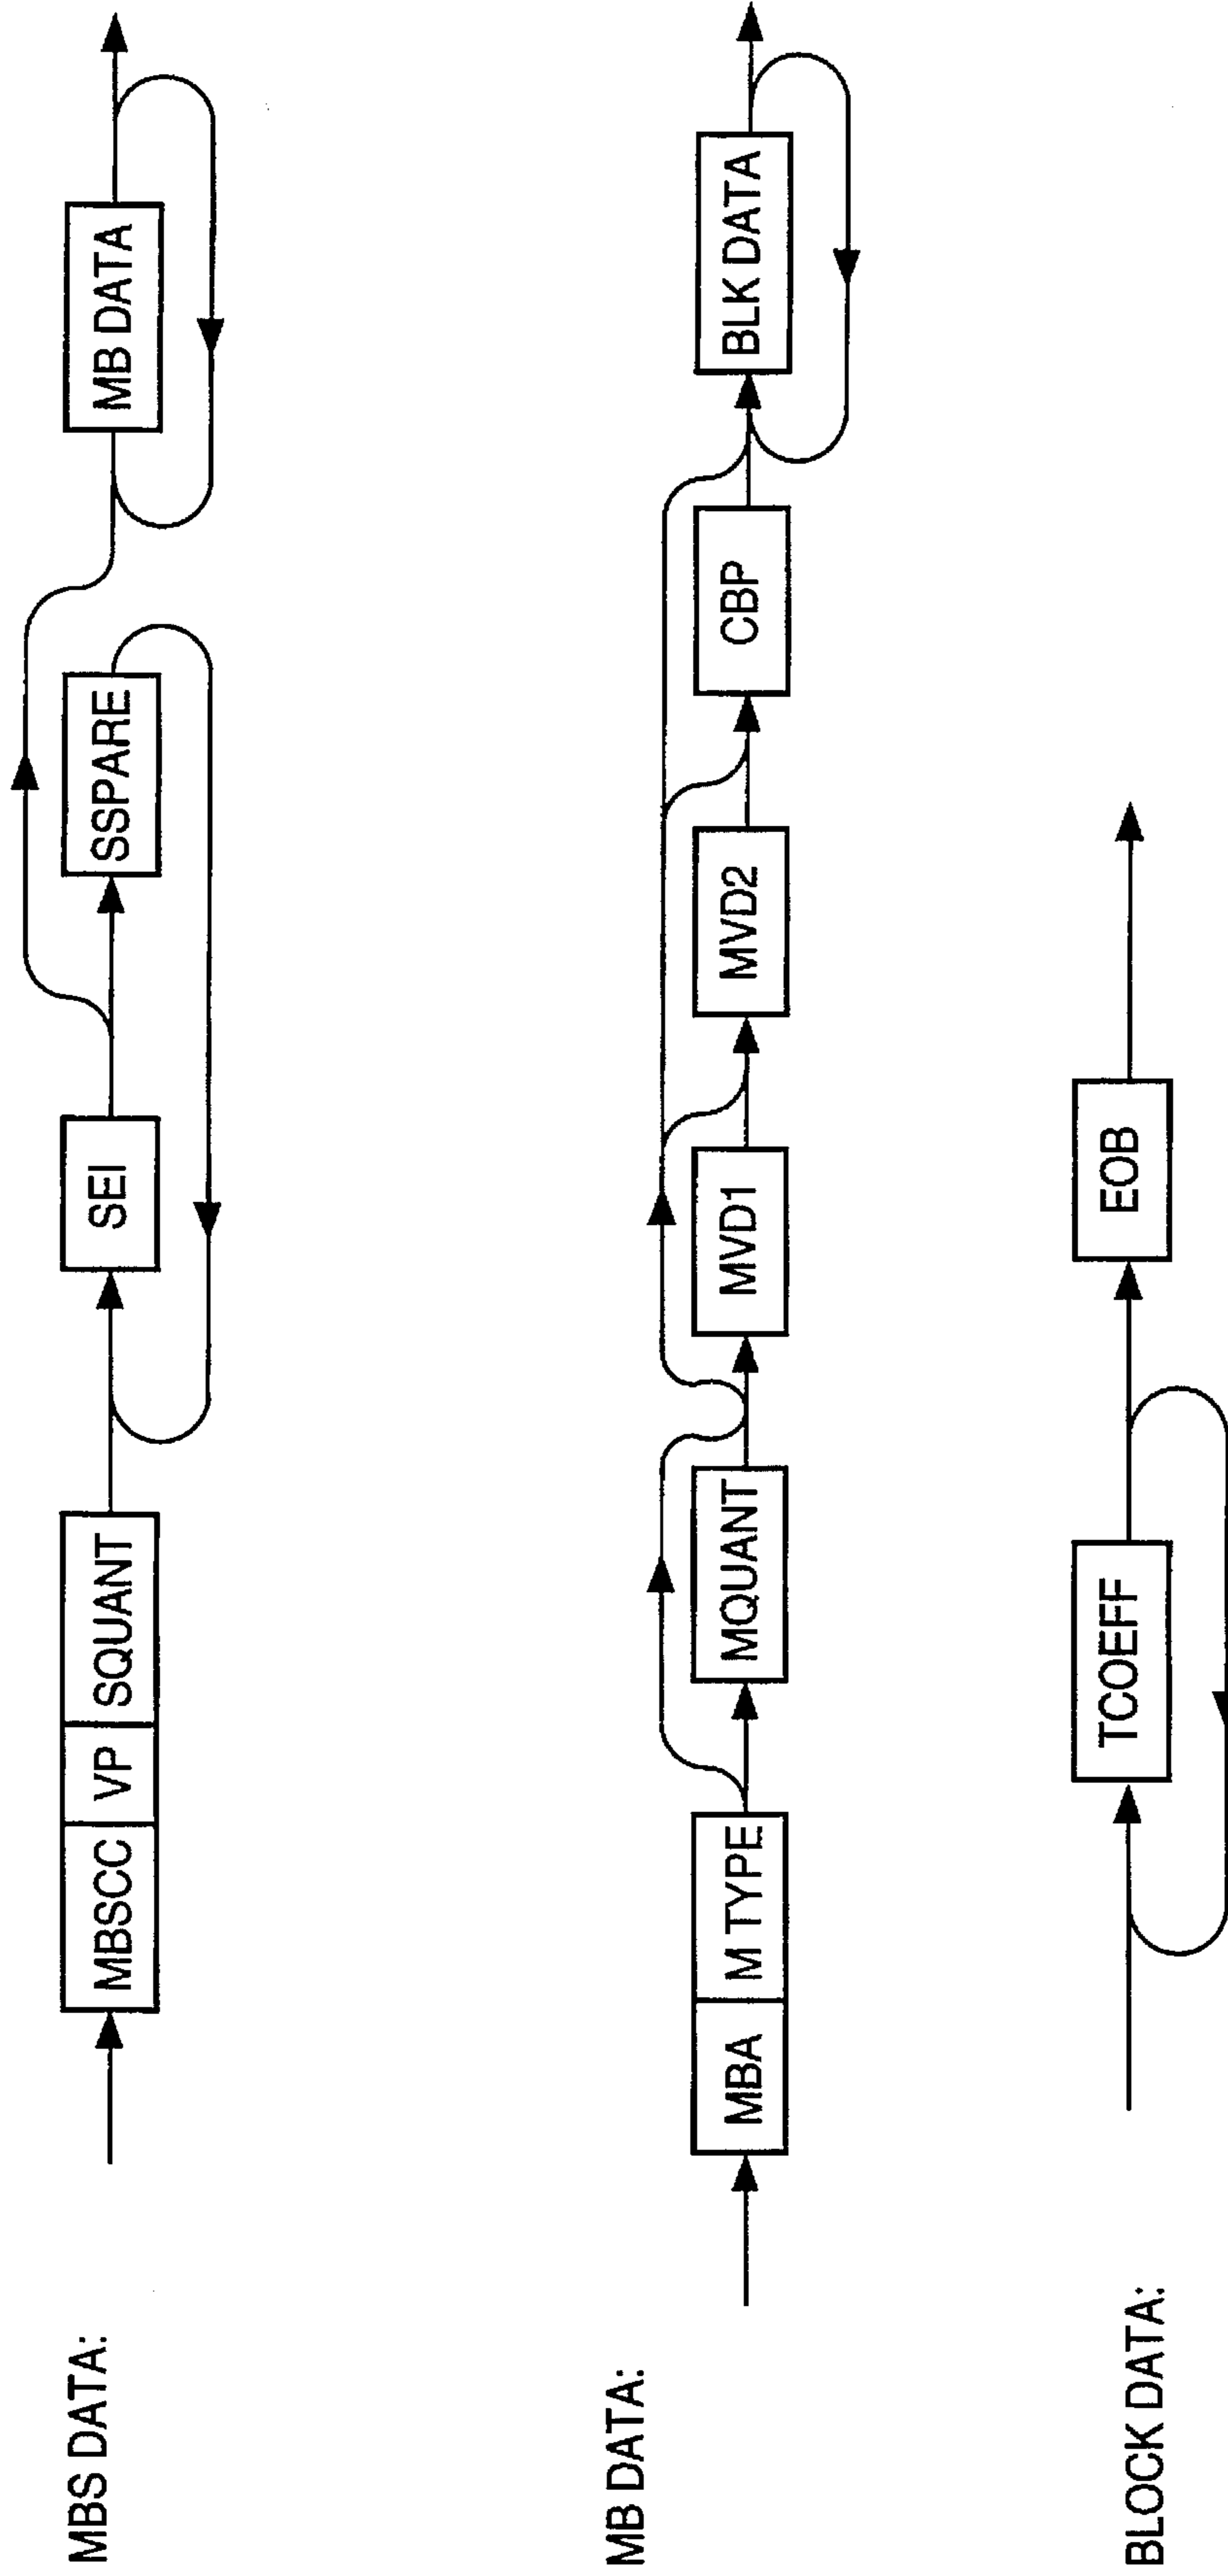 MBS DATA:
MBSCC VP SQUANT
SEI
SSPARE
MB DATA
MB DATA:
MBA M TYPE
MQUANT
MVD1
MVD2
CBP
BLK DATA
BLOCK DATA:
TCOEFF
EOB